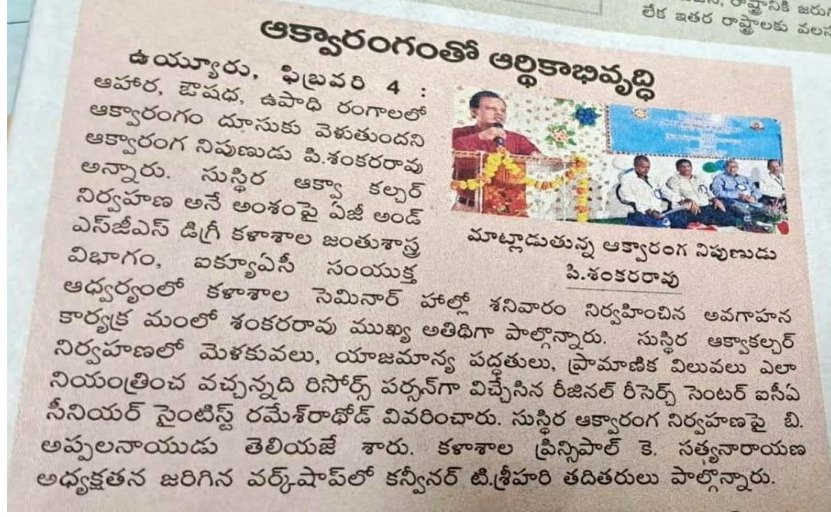 రాష్ట్రానికి
లేక ఇతర రాష్ట్రాలకు
ఆక్వారంగంతో ఆర్థికాభివృద్ధి
ఉయ్యూరు, ఫిబ్రవరి 4 :
ఆహార, ఔషధ, ఉపాధి రంగాలలో
ఆక్వారంగం దూసుకు వెళుతుందని
ఆక్వారంగ నిపుణుడు పి.శంకరరావు
అన్నారు. సుస్థిర ఆక్వా కల్చర్
నిర్వహణ అనే అంశంపై ఏజీ అండ్
ఎస్‌జీఎస్ డిగ్రీ కళాశాల జంతుశాస్త్ర
విభాగం, ఐక్యూఏసీ సంయుక్త
మాట్లాడుతున్న ఆక్వారంగ నిపుణుడు
పి.శంకరరావు
ఆధ్వర్యంలో కళాశాల సెమినార్ హాల్లో శనివారం నిర్వహించిన అవగాహన
కార్యక్ర మంలో శంకరరావు ముఖ్య అతిథిగా పాల్గొన్నారు. సుస్థిర ఆక్వాకల్చర్
నిర్వహణలో మెళకువలు, యాజమాన్య పద్ధతులు, ప్రామాణిక విలువలు ఎలా
నియంత్రించ వచ్చన్నది రిసోర్స్ పర్సన్‌గా విచ్చేసిన రీజినల్ రీసెర్చ్ సెంటర్ ఐసీఏ
సీనియర్ సైంటిస్ట్ రమేశ్‌రాథోడ్ వివరించారు. సుస్థిర ఆక్వారంగ నిర్వహణపై బి.
అప్పలనాయుడు తెలియజే శారు. కళాశాల ప్రిన్సిపాల్ కె. సత్యనారాయణ
అధ్యక్షతన జరిగిన వర్క్‌షాప్‌లో కన్వీనర్ టి.శ్రీహరి తదితరులు పాల్గొన్నారు.